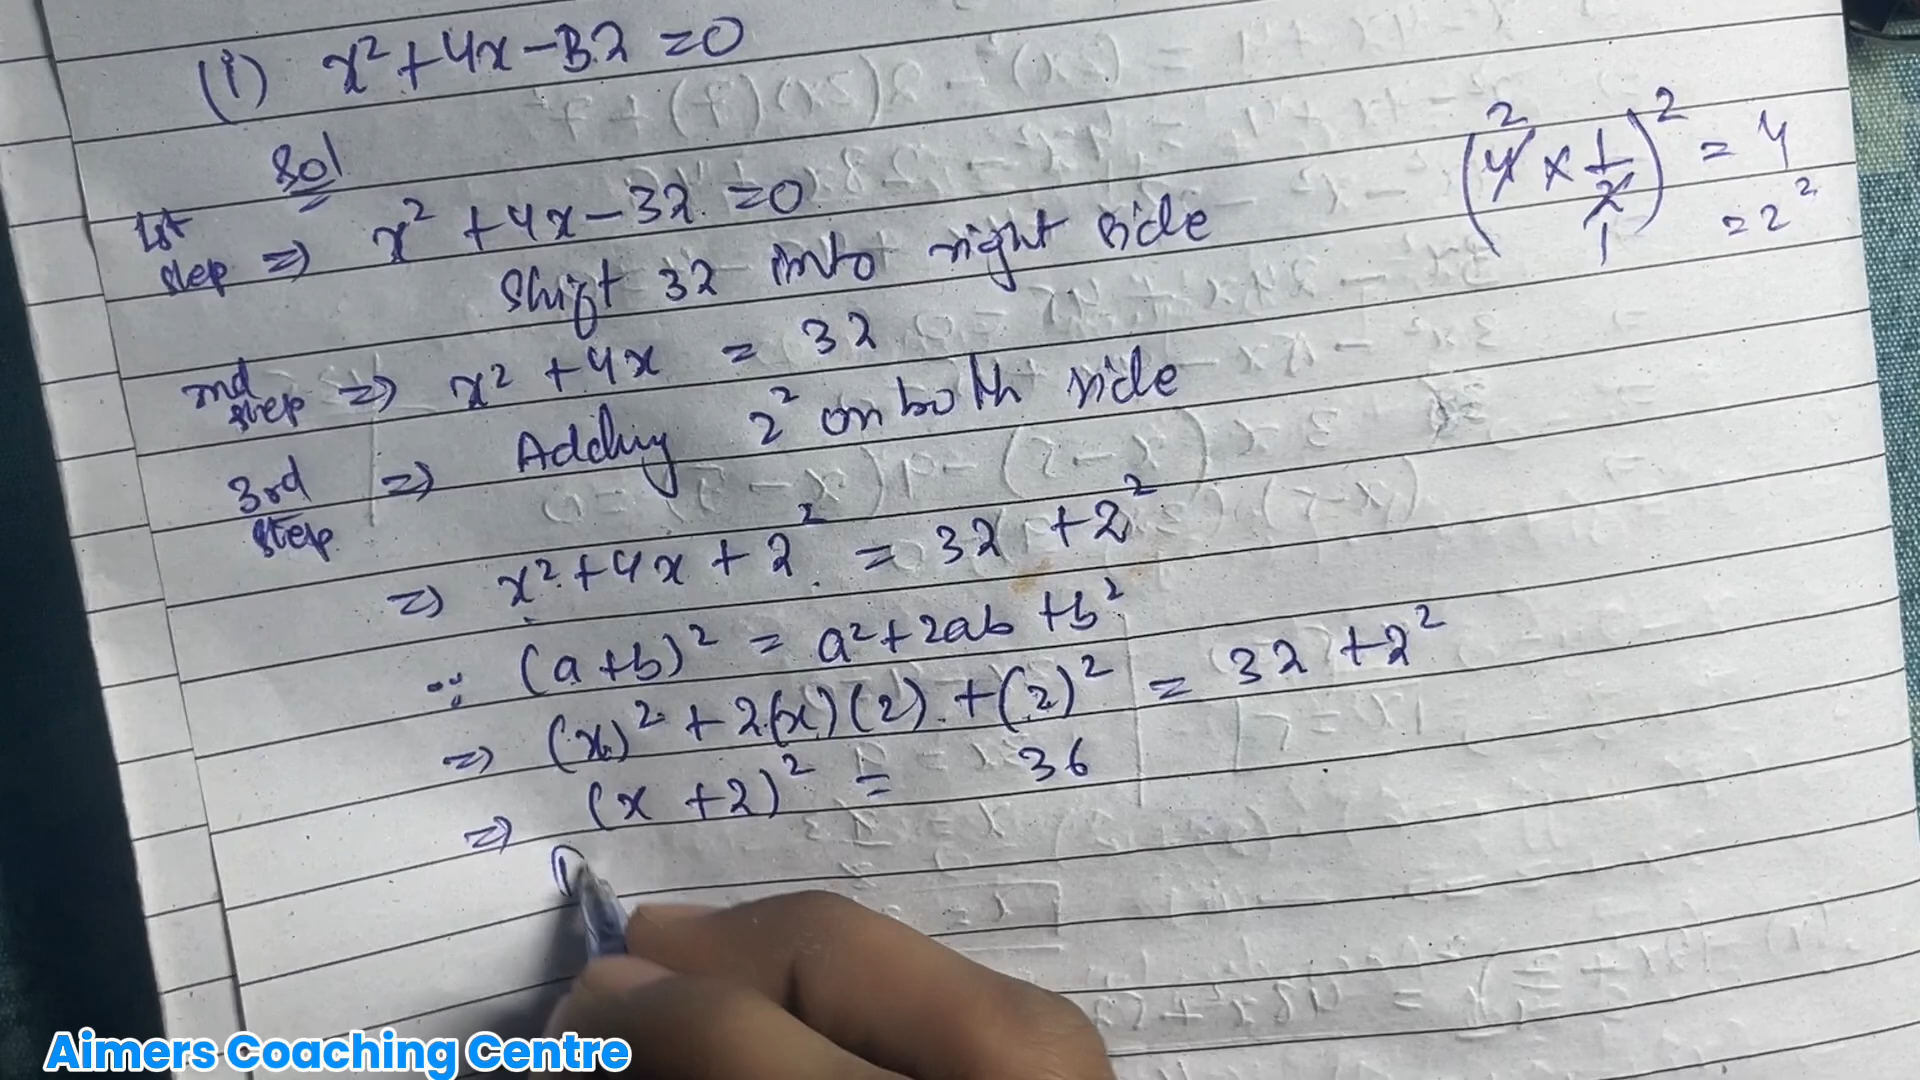 (i) x² + 4x - 32 = 0
Sol
1st step ⇒ x² + 4x - 32 = 0
Shift 32 into right side
(4 × 1/2)² = 4
2
1
= 2²
2nd step ⇒ x² + 4x = 32
3rd step ⇒ Adding 2² on both side
⇒ x² + 4x + 2² = 32 + 2²
∵ (a+b)² = a² + 2ab + b²
⇒ (x)² + 2(x)(2) + (2)² = 32 + 2²
⇒ (x + 2)² = 36
Aimers Coaching Centre